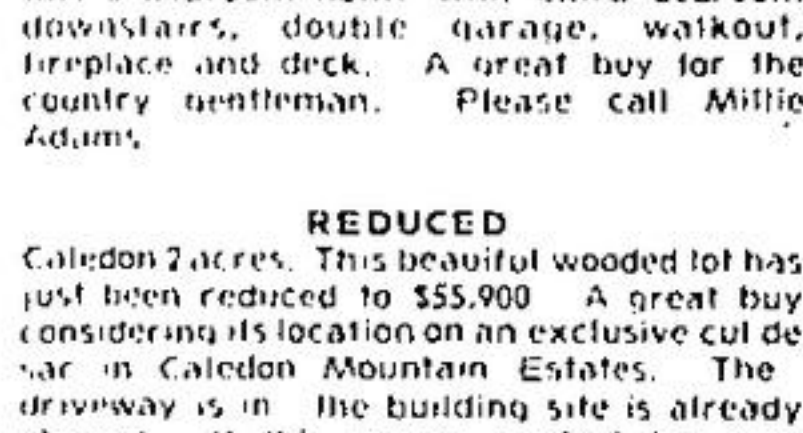 downstairs, double garage, walkout,
fireplace and deck. A great buy for the
country gentleman. Please call Millie
Adams.
REDUCED
Caledon 2 acres. This beauiful wooded lot has
just been reduced to $55,900 A great buy
considering its location on an exclusive cul de
sac in Caledon Mountain Estates. The
driveway is in the building site is already